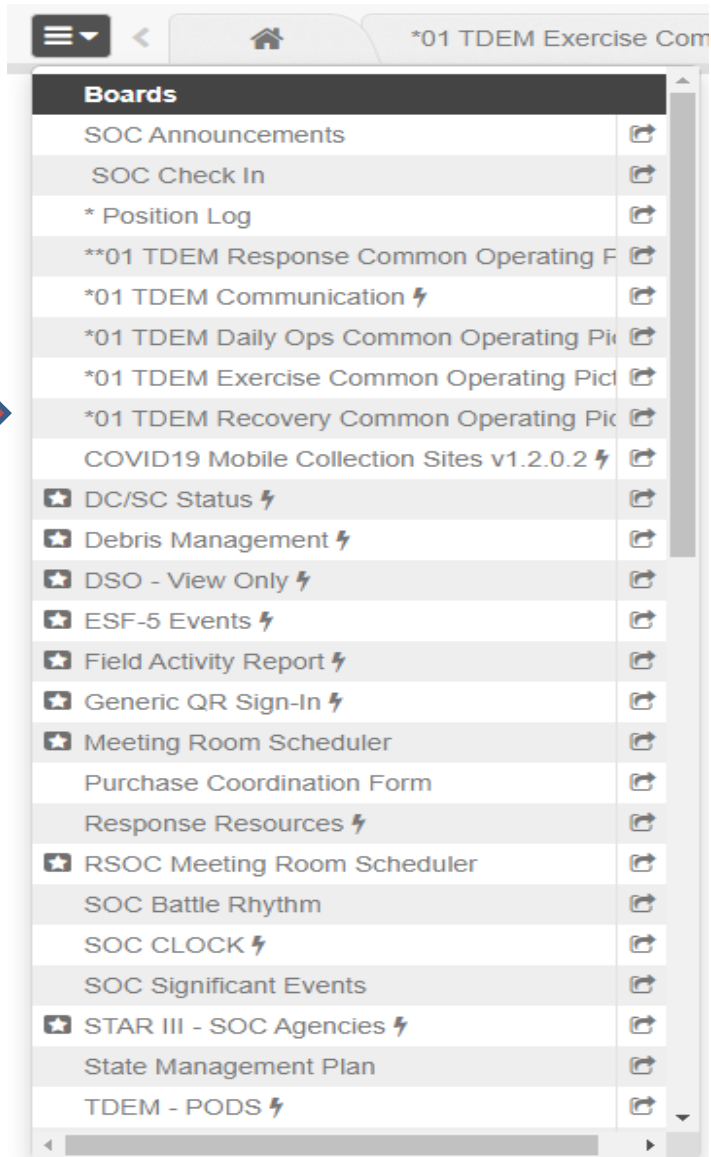 *01 TDEM Exercise Com
Boards
SOC Announcements
SOC Check In
* Position Log
**01 TDEM Response Common Operating
*01 TDEM Communication
*01 TDEM Daily Ops Common Operating Pi
*01 TDEM Exercise Common Operating Pict
*01 TDEM Recovery Common Operating Pic
COVID19 Mobile Collection Sites v1.2.0.2
DC/SC Status
Debris Management
DSO - View Only
ESF-5 Events
Field Activity Report
Generic QR Sign-In
Meeting Room Scheduler
Purchase Coordination Form
Response Resources
RSOC Meeting Room Scheduler
SOC Battle Rhythm
SOC CLOCK
SOC Significant Events
STAR III - SOC Agencies
State Management Plan
TDEM - PODS